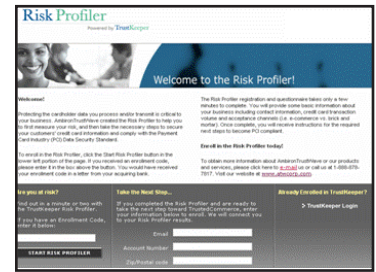 Risk Profiler
Powered by TrustKeeper
Welcome to the Risk Profiler!
Welcome!
Protecting the cardholder data you process and/or transmit is critical to
your business. AmbironTrustWave created the Risk Profiler to help you
to first measure your risk, and then take the necessary steps to secure
your customers' credit card information and comply with the Payment
Card Industry (PCI) Data Security Standard.
To enroll in the Risk Profiler, click the Start Risk Profiler button in the
lower left portion of the page. If you received an enrollment code,
please enter it in the box above the button. You would have received
your enrollment code in a letter from your acquiring bank.
The Risk Profiler registration and questionnaire takes only a few
minutes to complete. You will provide some basic information about
your business including contact information, credit card transaction
volume and acceptance channels (i.e. e-commerce vs. brick and
mortar). Once complete, you will receive instructions for the required
next steps to become PCI compliant.
Enroll in the Risk Profiler today!
To obtain more information about AmbironTrustWave or our products
and services, please click here to e-mail us or call us at 1-888-878-
7817. Visit our website at www.atwcorp.com.
Are you at risk?
Find out in a minute or two with
the TrustKeeper Risk Profiler.
If you have an Enrollment Code,
enter it below:
START RISK PROFILER
Take the Next Step...
If you completed the Risk Profiler and are ready to
take the next step toward TrustedCommerce, enter
your information below to enroll. We will connect you
to your Risk Profiler results.
Email
Account Number
Zip/Postal code
Already Enrolled in TrustKeeper?
> TrustKeeper Login